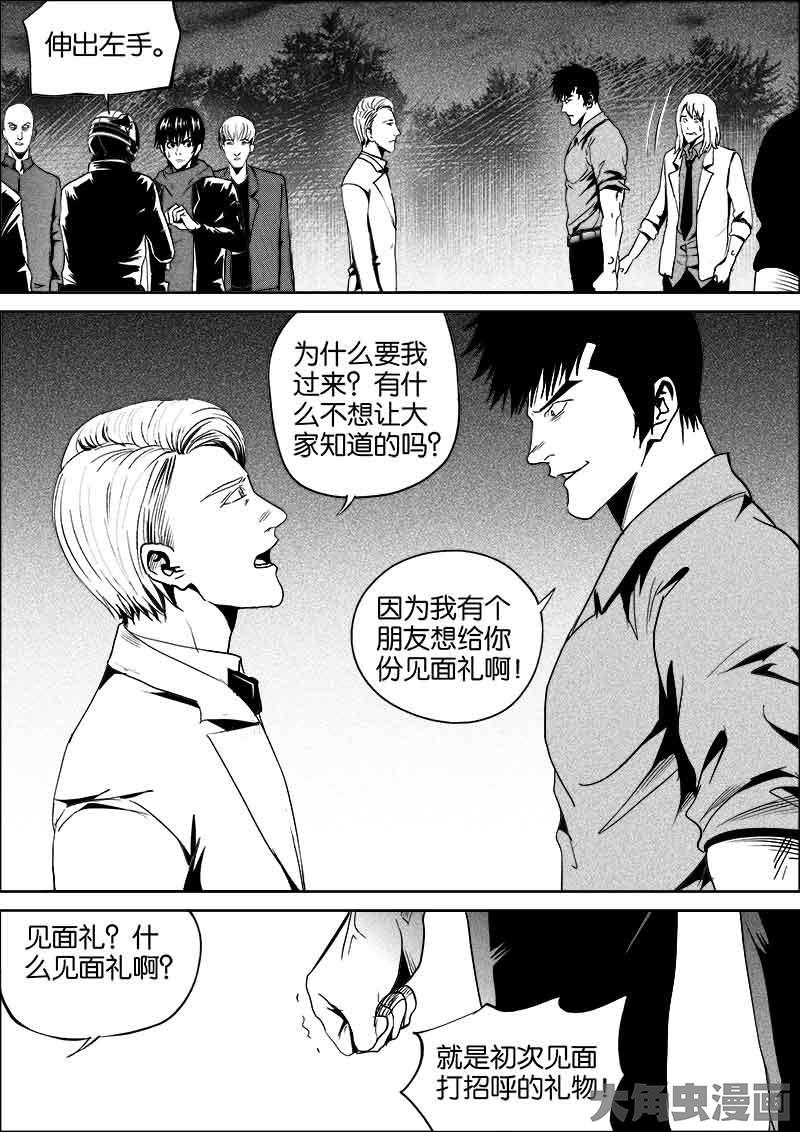 伸出左手。
为什么要我
过来？有什
么不想让大
家知道的吗？
因为我有个
朋友想给你
份见面礼啊！
见面礼？什
么见面礼啊？
就是初次见面
打招呼的礼物！
大角虫漫画